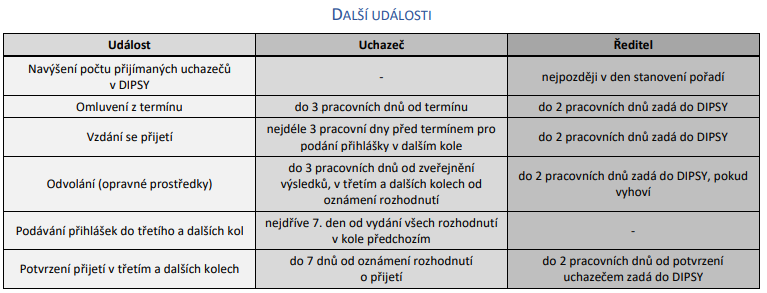 DALŠÍ UDÁLOSTI
Událost Uchazeč Ředitel
Navýšení počtu přijímaných uchazečů
v DIPSY
-
nejpozději v den stanovení pořadí
Omluvení z termínu
do 3 pracovních dnů od termínu
do 2 pracovních dnů zadá do DIPSY
Vzdání se přijetí
nejdéle 3 pracovní dny před termínem pro
podání přihlášky v dalším kole
do 2 pracovních dnů zadá do DIPSY
Odvolání (opravné prostředky)
do 3 pracovních dnů od zveřejnění
výsledků, v třetím a dalších kolech od
oznámení rozhodnutí
do 2 pracovních dnů zadá do DIPSY, pokud
vyhoví
Podávání přihlášek do třetího a dalších kol
nejdříve 7. den od vydání všech rozhodnutí
v kole předchozím
-
Potvrzení přijetí v třetím a dalších kolech
do 7 dnů od oznámení rozhodnutí
o přijetí
do 2 pracovních dnů od potvrzení
uchazečem zadá do DIPSY